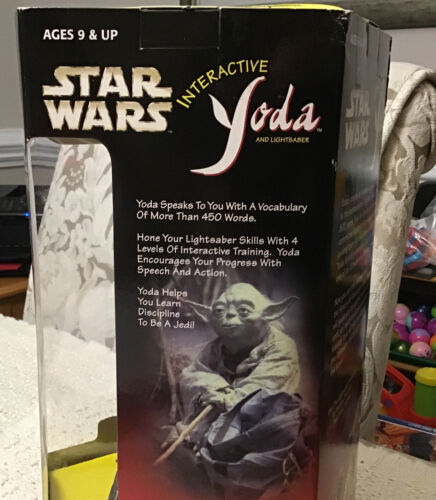 AGES 9 & UP
STAR
WARS
INTERACTIVE
Yoda
AND LIGHTSABER
Yoda Speaks To You With A Vocabulary
Of More Than 450 Words.
Hone Your Lightsaber Skills With 4
Levels Of Interactive Training. Yoda
Encourages Your Progress With
Speech And Action.
Yoda Helps
You Learn
Discipline
To Be A Jedi!
STAR
WARS